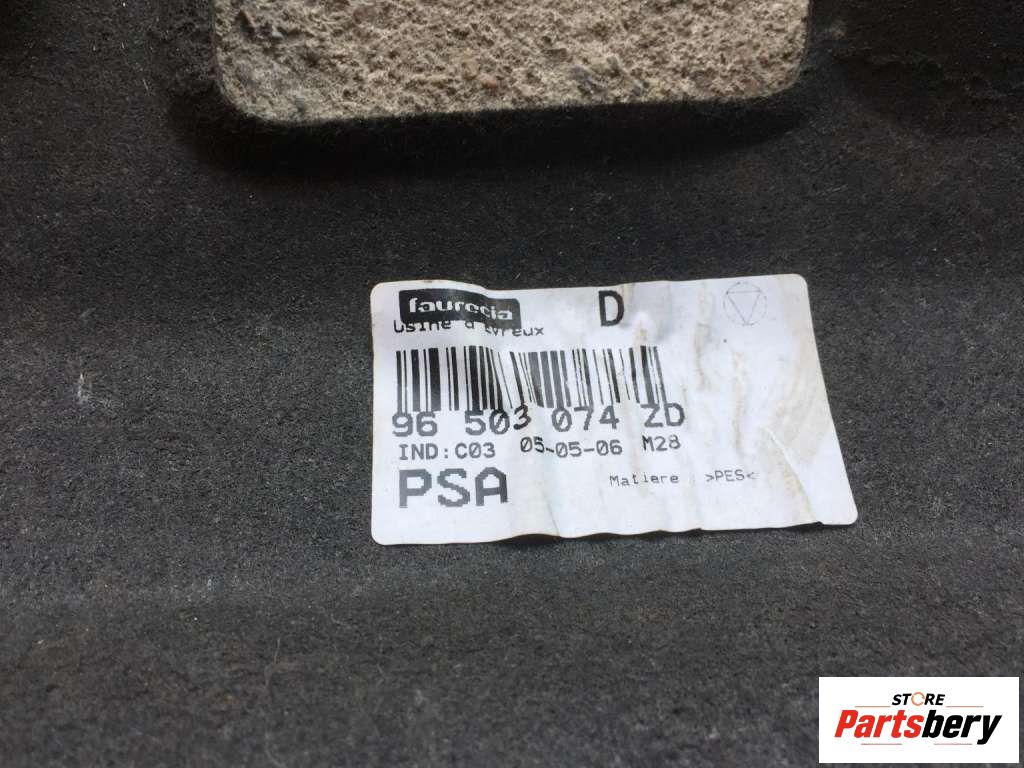 faurecia
D
Usine d'Evreux
96 503 074 ZD
IND:C03 05-05-06 M28
PSA
Matiere : >PES<
STORE
Partsbery